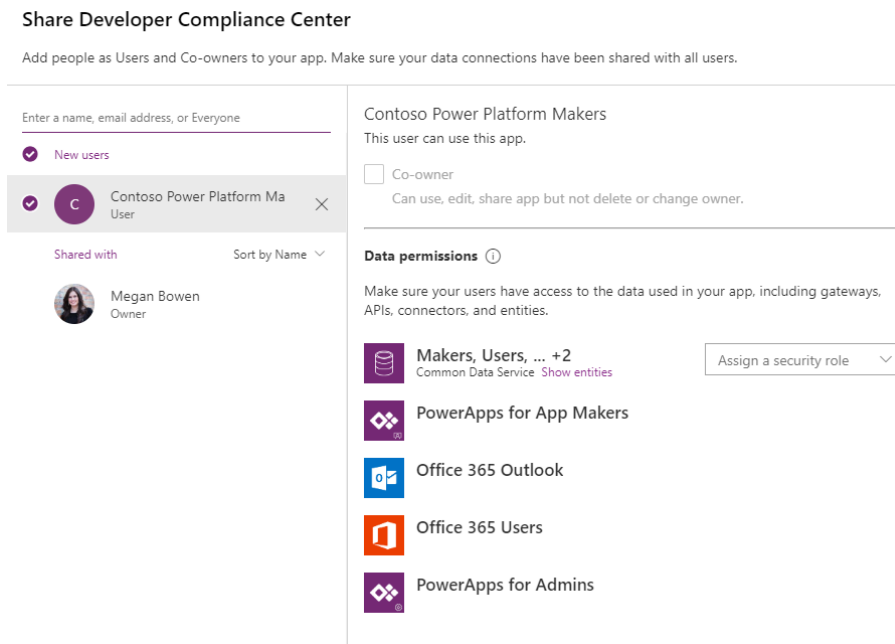 Share Developer Compliance Center
Add people as Users and Co-owners to your app. Make sure your data connections have been shared with all users.
Enter a name, email address, or Everyone
New users
C
Contoso Power Platform Ma
User
Shared with
Sort by Name
Megan Bowen
Owner
Contoso Power Platform Makers
This user can use this app.
Co-owner
Can use, edit, share app but not delete or change owner.
Data permissions
Make sure your users have access to the data used in your app, including gateways,
APIs, connectors, and entities.
Makers, Users, ... +2
Common Data Service Show entities
Assign a security role
PowerApps for App Makers
Office 365 Outlook
Office 365 Users
PowerApps for Admins